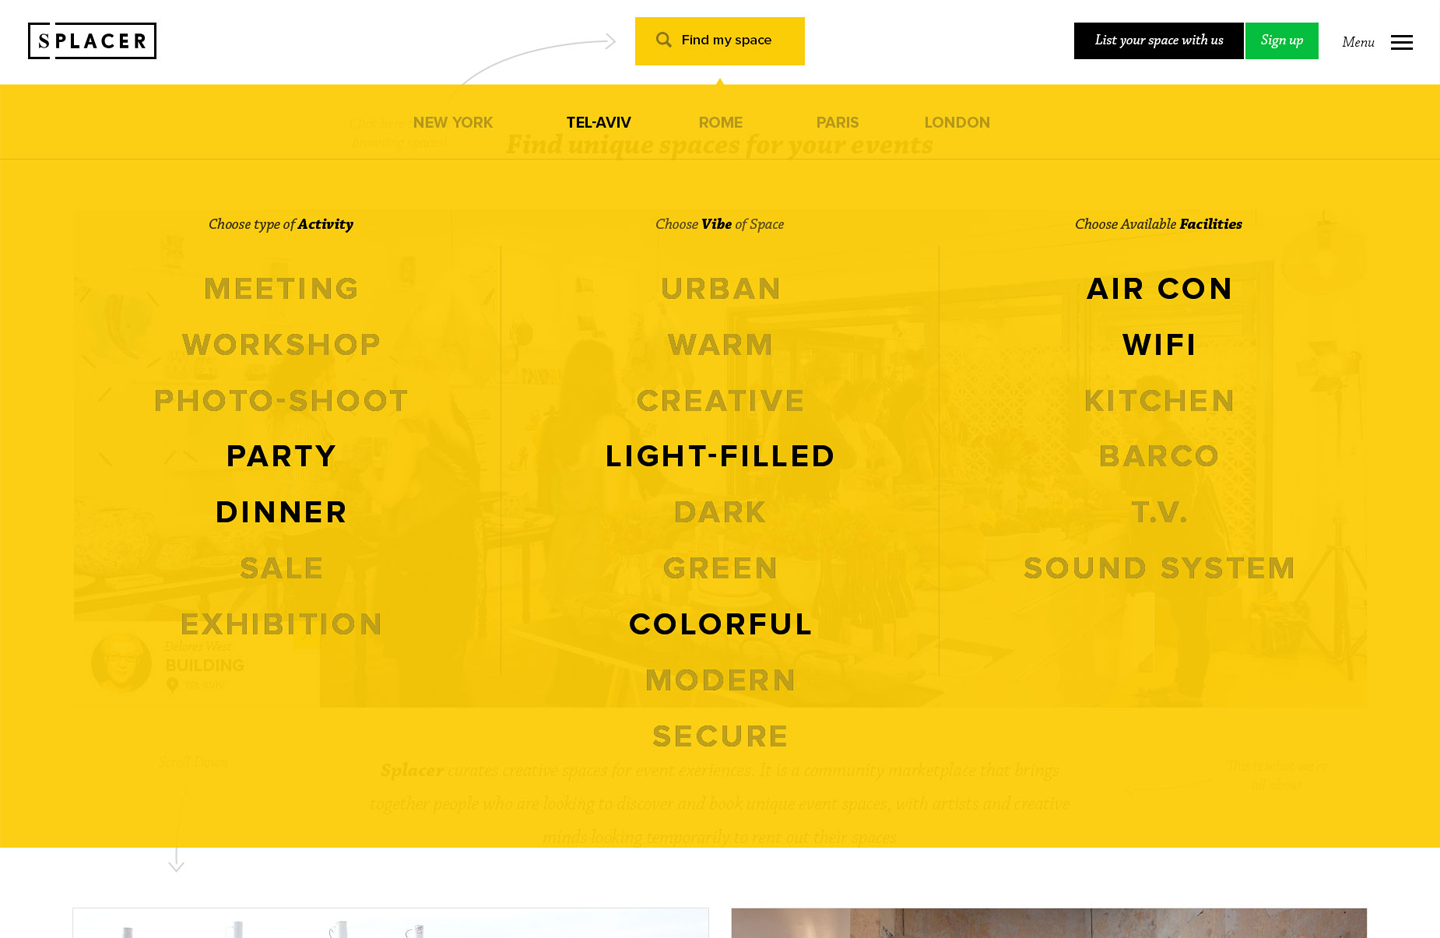 SPLACER
Find my space
List your space with us
Sign up
Menu
NEW YORK
TEL-AVIV
ROME
PARIS
LONDON
Find unique spaces for your events
Choose type of Activity
MEETING
WORKSHOP
PHOTO-SHOOT
PARTY
DINNER
SALE
EXHIBITION
Choose Vibe of Space
URBAN
WARM
CREATIVE
LIGHT-FILLED
DARK
GREEN
COLORFUL
MODERN
SECURE
Choose Available Facilities
AIR CON
WIFI
KITCHEN
BARCO
T.V.
SOUND SYSTEM
Delores West
BUILDING
Scroll Down
Splacer curates creative spaces for event exeriences. It is a community marketplace that brings
together people who are looking to discover and book unique event spaces, with artists and creative
minds looking temporarily to rent out their spaces
all about